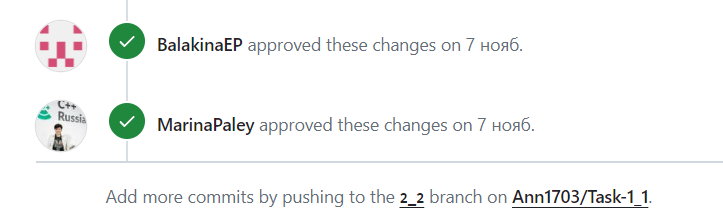 BalakinaEP approved these changes on 7 нояб.
C++
Russia
MarinaPaley approved these changes on 7 нояб.
Add more commits by pushing to the 2_2 branch on Ann1703/Task-1_1.